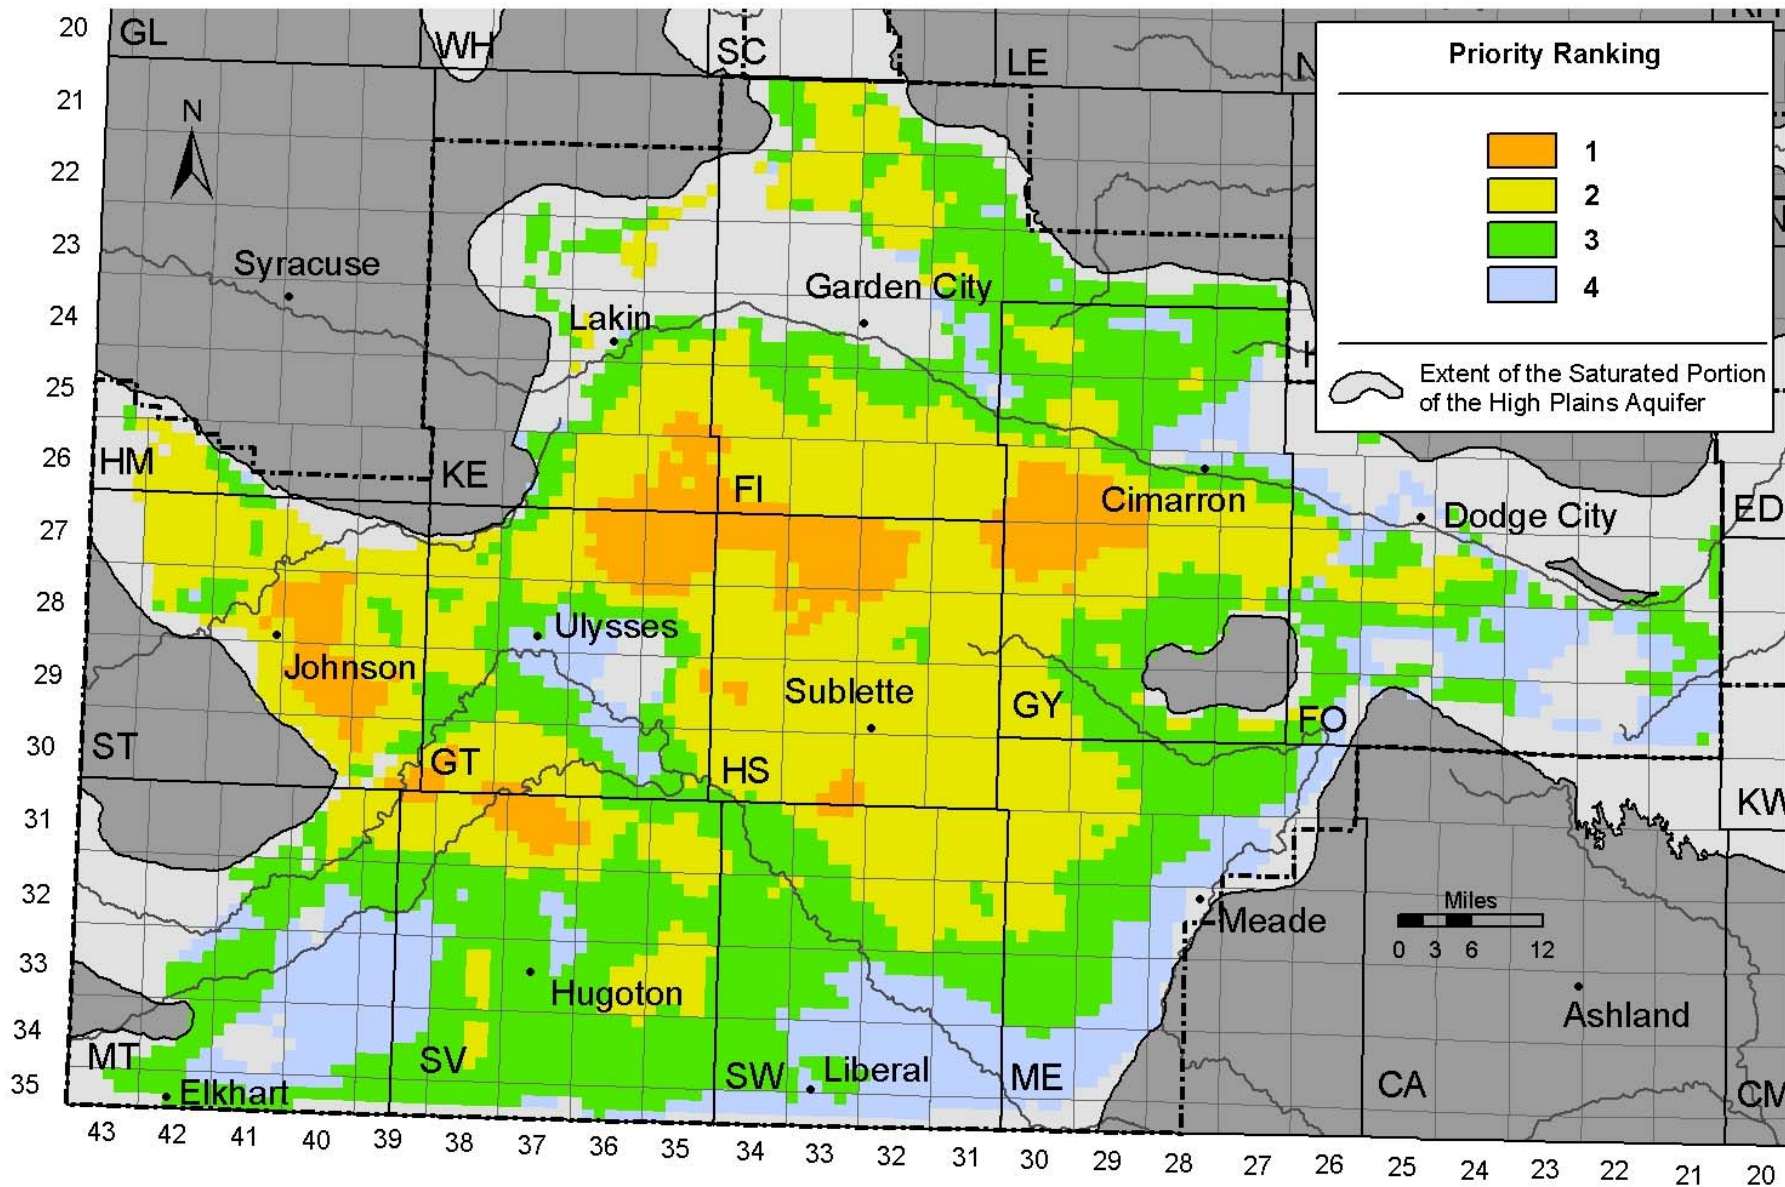 20
GL
WH
SC
LE
N
Priority Ranking
21
N
1
22
2
3
23
4
Syracuse
Garden City
24
Lakin
Extent of the Saturated Portion
of the High Plains Aquifer
25
26
HM
KE
FI
Cimarron
Dodge City
ED
27
28
Ulysses
Johnson
29
Sublette
GY
FO
30
ST
GT
HS
31
KW
32
Miles
Meade
0 3 6 12
33
Hugoton
Ashland
34
MT
SV
SW
Liberal
ME
CA
CM
35
Elkhart
43 42 41 40 39 38 37 36 35 34 33 32 31 30 29 28 27 26 25 24 23 22 21 20